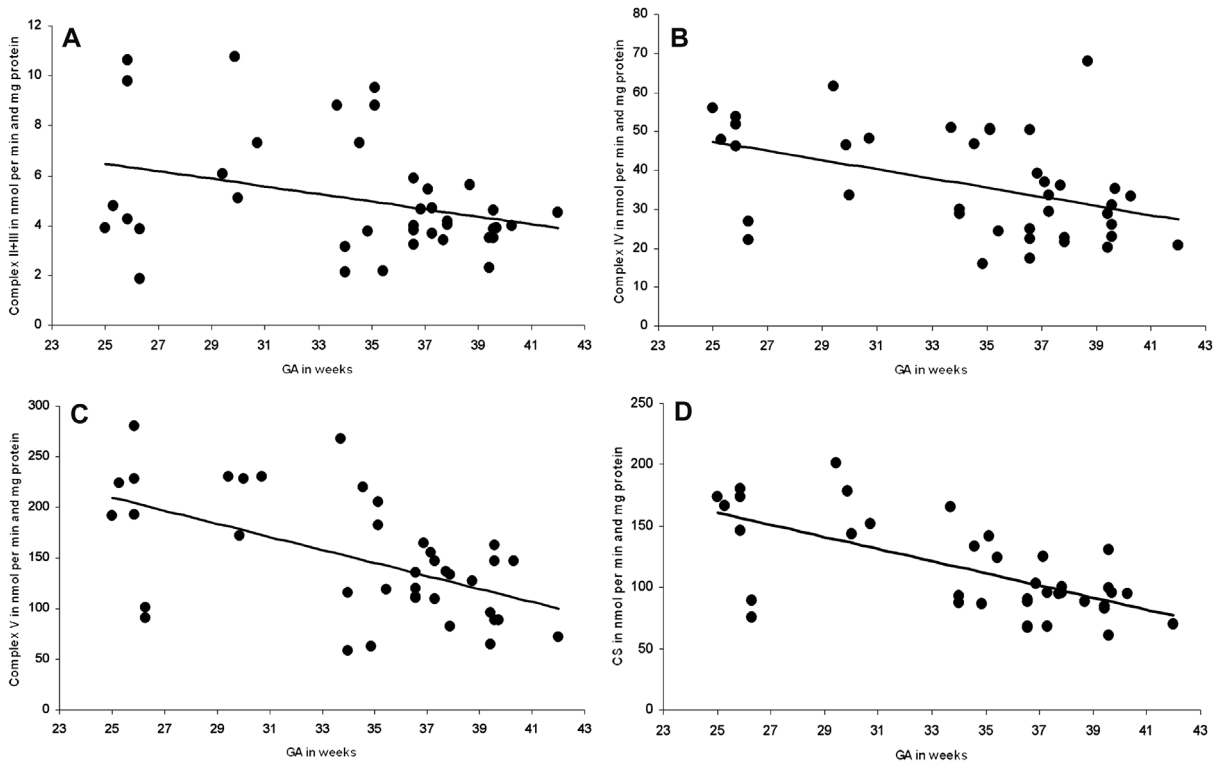 A
Complex II+III in nmol per min and mg protein
12
10
8
6
4
2
0
23 25 27 29 31 33 35 37 39 41 43
GA in weeks
B
Complex IV in nmol per min and mg protein
80
70
60
50
40
30
20
10
0
23 25 27 29 31 33 35 37 39 41 43
GA in weeks
C
Complex V in nmol per min and mg protein
300
250
200
150
100
50
0
23 25 27 29 31 33 35 37 39 41 43
GA in weeks
D
CS in nmol per min and mg protein
250
200
150
100
50
0
23 25 27 29 31 33 35 37 39 41 43
GA in weeks